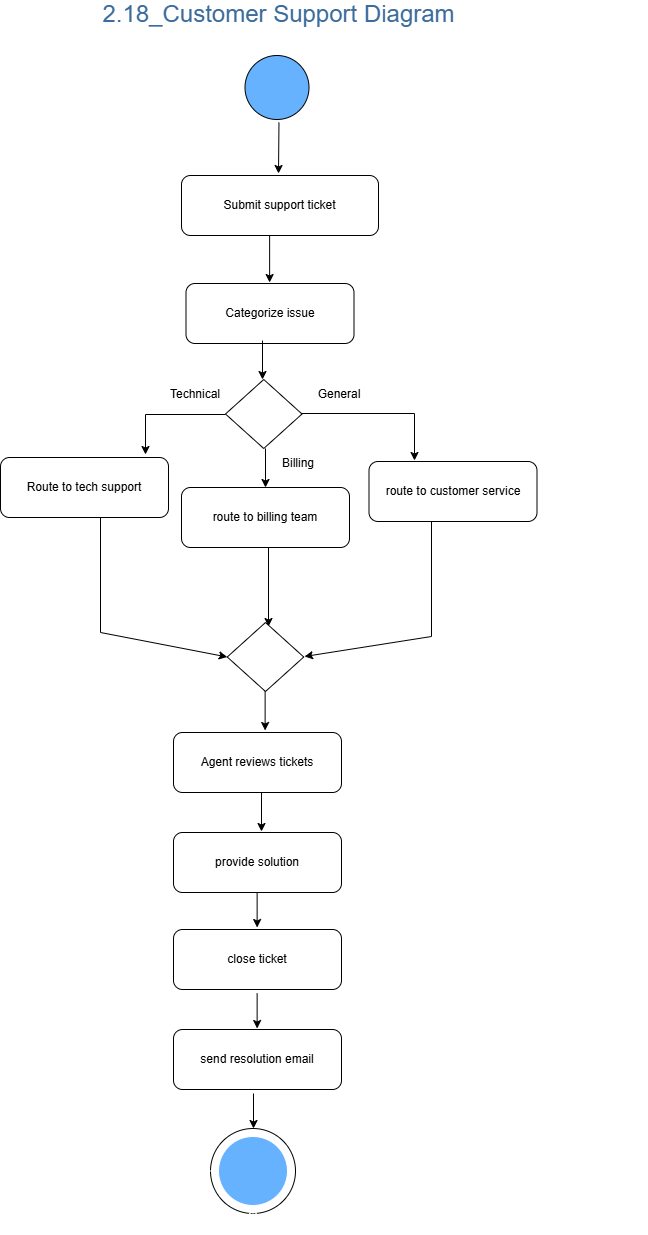 2.18_Customer Support Diagram
Submit support ticket
Categorize issue
Technical
General
Billing
Route to tech support
route to billing team
route to customer service
Agent reviews tickets
provide solution
close ticket
send resolution email